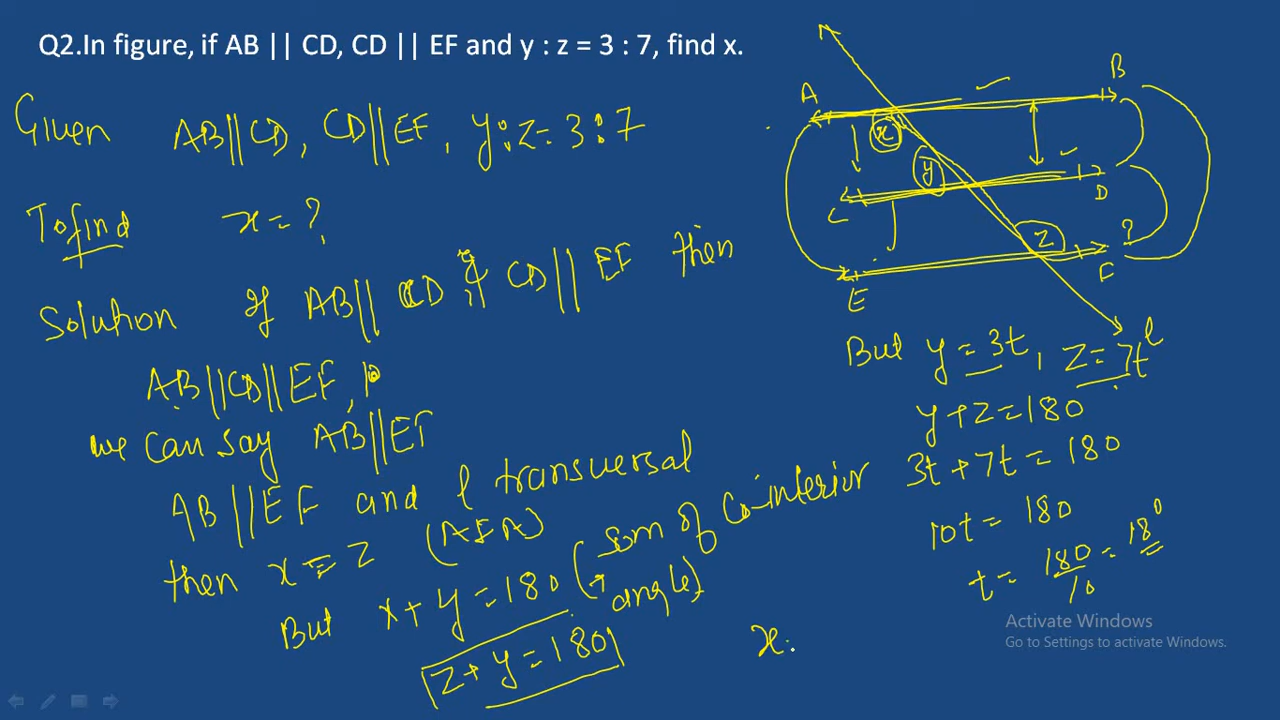 Q2.In figure, if AB || CD, CD || EF and y : z = 3 : 7, find x.
Given AB||CD, CD||EF, y:z=3:7
To find x=?
Solution If AB||CD & CD||EF then
AB||CD||EF,
we can say AB||EF
AB||EF and l transversal
then x=z (AIA)
But x+y=180 (sum of Co-interior
angle)
z+y=180
A
B
x
y
C
D
z
?
E
F
l
But y=3t, z=7t
y+z=180
3t+7t=180
10t=180
t=180/10=18°
x:
Activate Windows
Go to Settings to activate Windows.